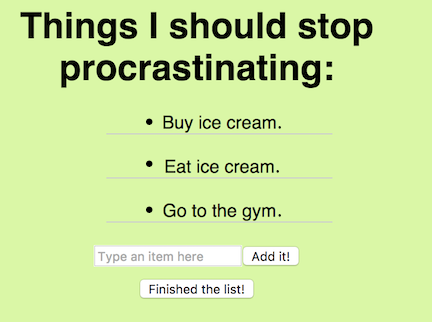 Things I should stop
procrastinating:
• Buy ice cream.
• Eat ice cream.
• Go to the gym.
Type an item here Add it!
Finished the list!